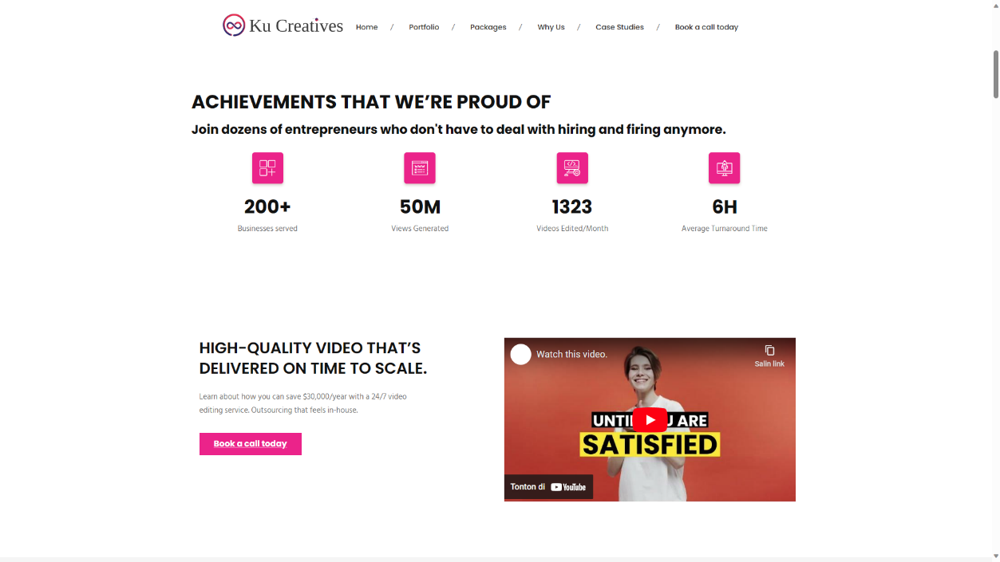 Ku Creatives
Home / Portfolio / Packages / Why Us / Case Studies / Book a call today
ACHIEVEMENTS THAT WE’RE PROUD OF
Join dozens of entrepreneurs who don't have to deal with hiring and firing anymore.
200+ 50M 1323 6H
Businesses served Views Generated Videos Edited/Month Average Turnaround Time
HIGH-QUALITY VIDEO THAT’S
DELIVERED ON TIME TO SCALE.
Learn about how you can save $30,000/year with a 24/7 video
editing service. Outsourcing that feels in-house.
Book a call today
Watch this video.
Salin link
ARE
SATISFIED
Tonton di YouTube